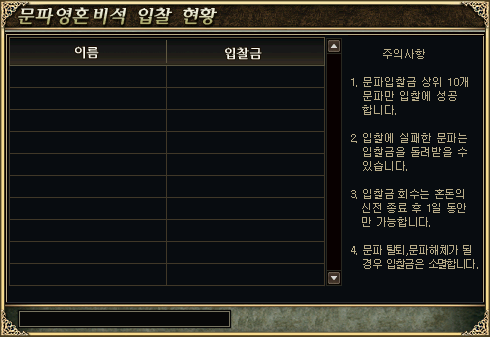 문파영혼비석 입찰 현황
이름 입찰금
주의사항
1. 문파입찰금 상위 10개
문파만 입찰에 성공
합니다.
2. 입찰에 실패한 문파는
입찰금을 돌려받을 수
있습니다.
3. 입찰금 회수는 혼돈의
신전 종료 후 1일 동안
만 가능합니다.
4. 문파 탈퇴,문파해체가 될
경우 입찰금은 소멸합니다.